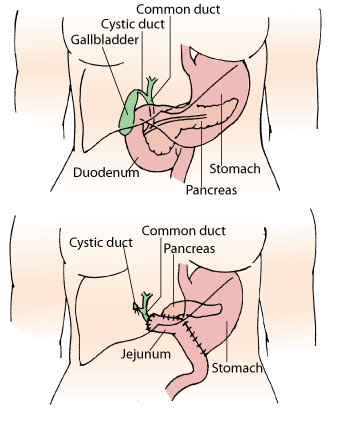 Common duct
Cystic duct
Gallbladder
Duodenum
Stomach
Pancreas
Common duct
Cystic duct
Pancreas
Jejunum
Stomach